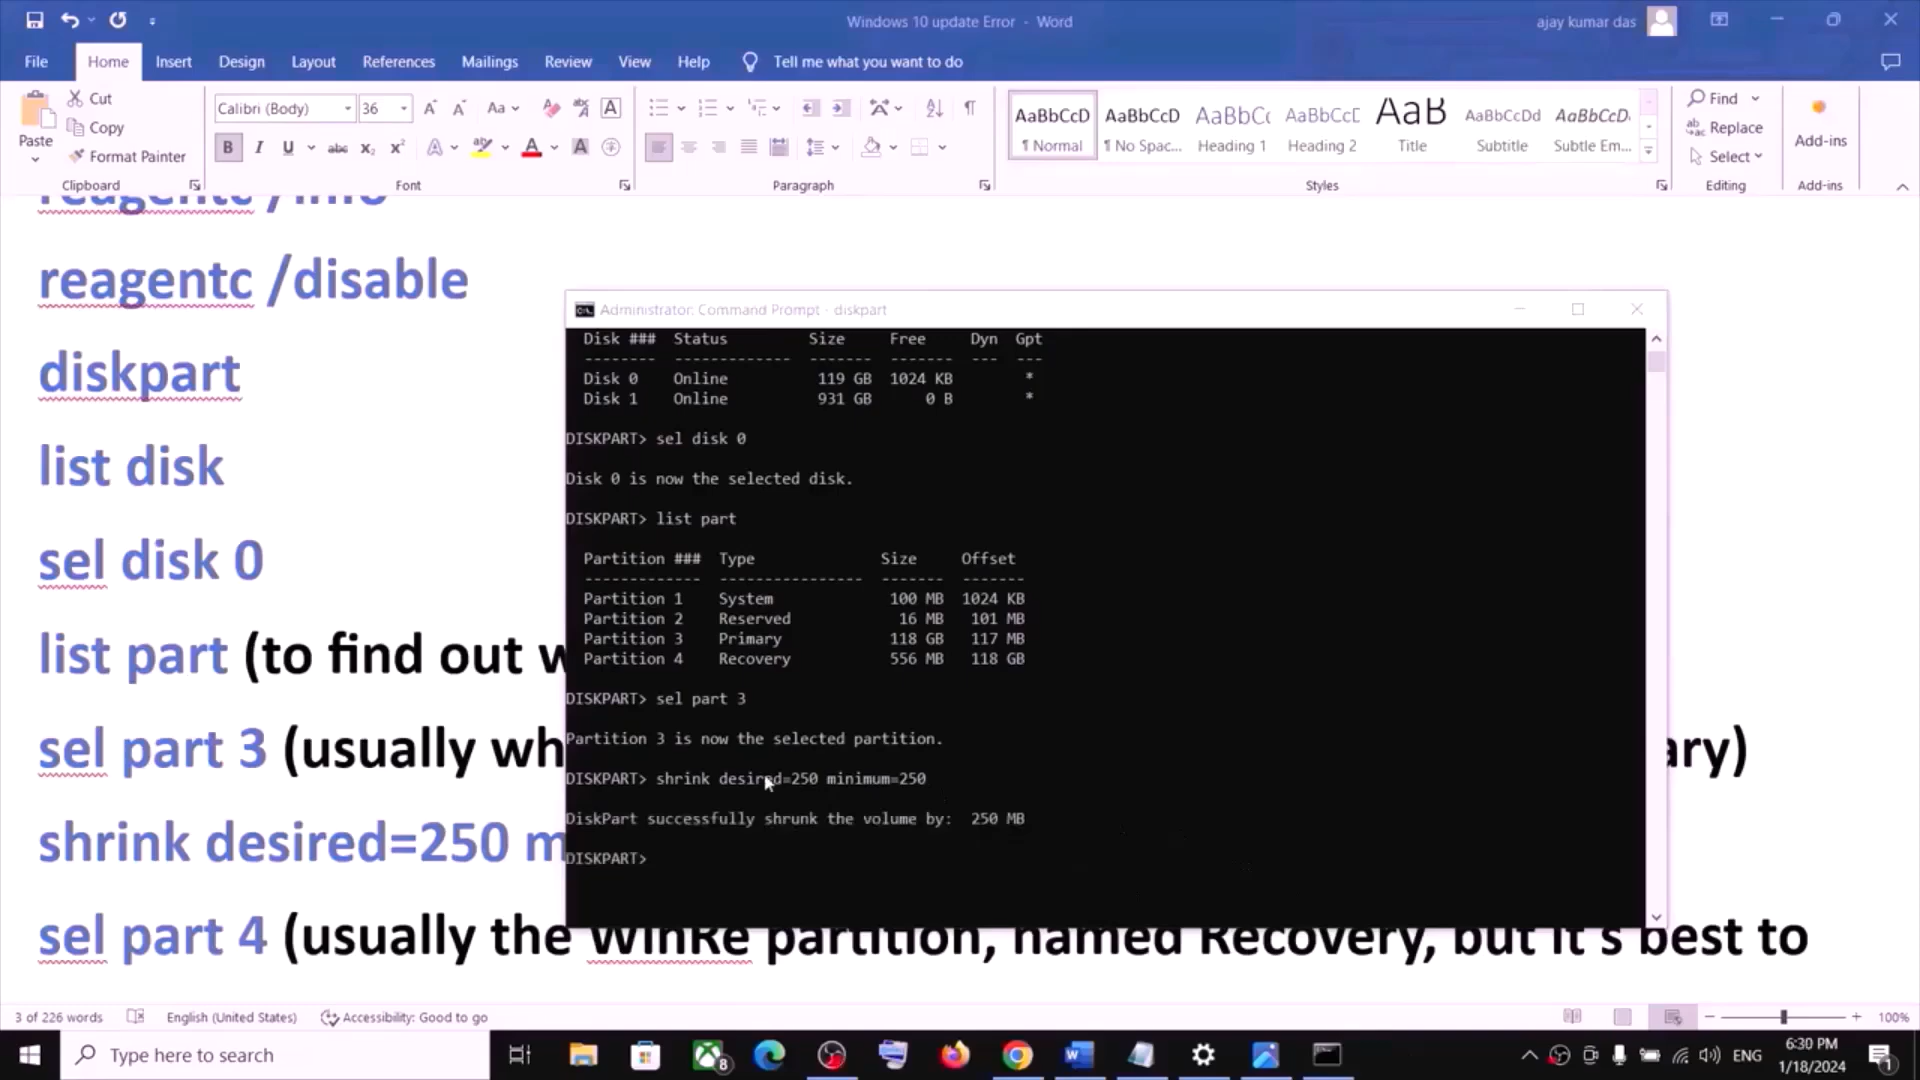 Windows 10 update Error - Word
ajay kumar das
File Home Insert Design Layout References Mailings Review View Help Tell me what you want to do
Paste
Cut
Copy
Format Painter
Clipboard
Calibri (Body) 36
Font
Paragraph
AaBbCcD AaBbCcD AaBbC AaBbCcC AaB AaBbCcDd AaBbCcD
¶ Normal ¶ No Spac... Heading 1 Heading 2 Title Subtitle Subtle Em...
Styles
Find
Replace
Select
Editing
Add-ins
Add-ins
reagentc /info
reagentc /disable
diskpart
list disk
sel disk 0
list part (to find out w
sel part 3 (usually wh
ary)
shrink desired=250 m
sel part 4 (usually the WinRe partition, named Recovery, but it's best to
Administrator: Command Prompt - diskpart
Disk ### Status Size Free Dyn Gpt
-------- ------------- ------- ------- --- ---
Disk 0 Online 119 GB 1024 KB *
Disk 1 Online 931 GB 0 B *
DISKPART> sel disk 0
Disk 0 is now the selected disk.
DISKPART> list part
Partition ### Type Size Offset
------------- ---------------- ------- -------
Partition 1 System 100 MB 1024 KB
Partition 2 Reserved 16 MB 101 MB
Partition 3 Primary 118 GB 117 MB
Partition 4 Recovery 556 MB 118 GB
DISKPART> sel part 3
Partition 3 is now the selected partition.
DISKPART> shrink desired=250 minimum=250
DiskPart successfully shrunk the volume by: 250 MB
DISKPART>
3 of 226 words English (United States) Accessibility: Good to go
100%
Type here to search
8
ENG
6:30 PM
1/18/2024
1